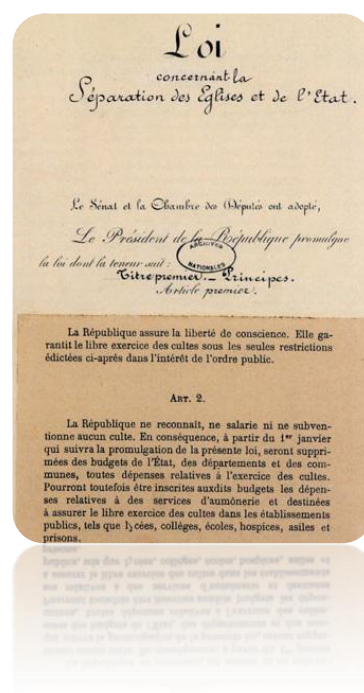 Loi
concernant la
Séparation des Eglises et de l'Etat.
Le Sénat et la Chambre des Députés ont adopté,
Le Président de la République promulgue
la loi dont la teneur suit :
ARCHIVES
NATIONALES
Titre premier. — Principes.
Article premier.
La République assure la liberté de conscience. Elle ga-
rantit le libre exercice des cultes sous les seules restrictions
édictées ci-après dans l'intérêt de l'ordre public.
ART. 2.
La République ne reconnaît, ne salarie ni ne subven-
tionne aucun culte. En conséquence, à partir du 1er janvier
qui suivra la promulgation de la présente loi, seront suppri-
mées des budgets de l'État, des départements et des com-
munes, toutes dépenses relatives à l'exercice des cultes.
Pourront toutefois être inscrites auxdits budgets les dépen-
ses relatives à des services d'aumônerie et destinées
à assurer le libre exercice des cultes dans les établissements
publics, tels que lycées, collèges, écoles, hospices, asiles et
prisons.